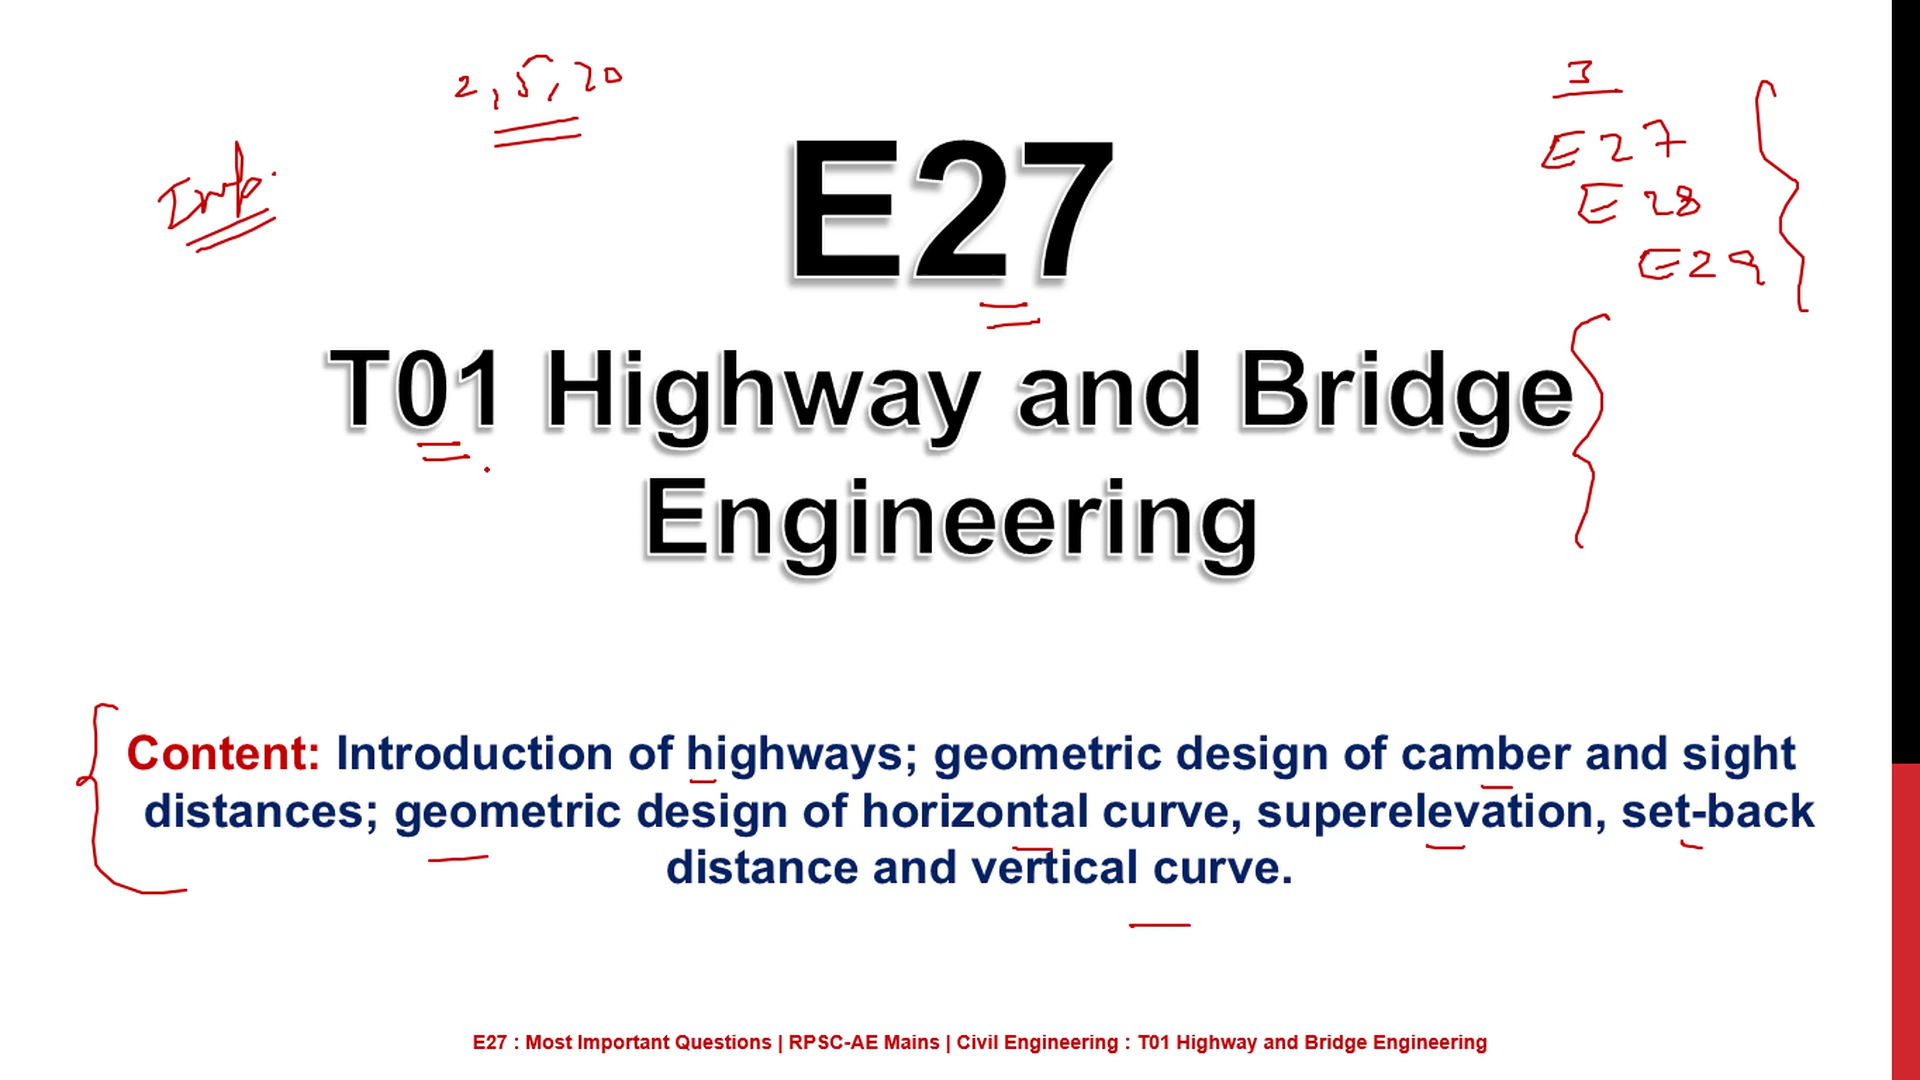 2, 5, 20
3
E27
E28
E29
Imp.
E27
T01 Highway and Bridge
Engineering
Content: Introduction of highways; geometric design of camber and sight
distances; geometric design of horizontal curve, superelevation, set-back
distance and vertical curve.
E27 : Most Important Questions | RPSC-AE Mains | Civil Engineering : T01 Highway and Bridge Engineering